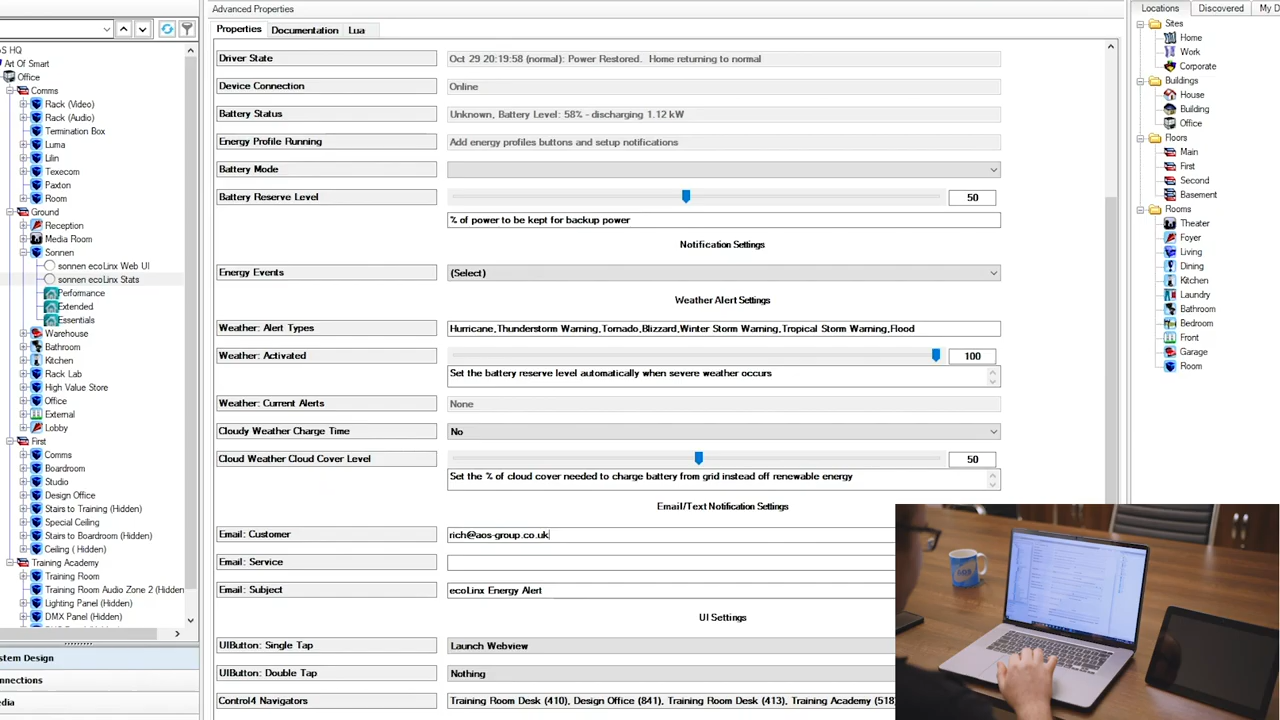 Advanced Properties
Properties Documentation Lua
Driver State Oct 29 20:19:58 (normal): Power Restored. Home returning to normal
Device Connection Online
Battery Status Unknown, Battery Level: 58% - discharging 1.12 kW
Energy Profile Running Add energy profiles buttons and setup notifications
Battery Mode
Battery Reserve Level 50
% of power to be kept for backup power
Notification Settings
Energy Events (Select)
Weather Alert Settings
Weather: Alert Types Hurricane,Thunderstorm Warning,Tornado,Blizzard,Winter Storm Warning,Tropical Storm Warning,Flood
Weather: Activated 100
Set the battery reserve level automatically when severe weather occurs
Weather: Current Alerts None
Cloudy Weather Charge Time No
Cloud Weather Cloud Cover Level 50
Set the % of cloud cover needed to charge battery from grid instead off renewable energy
Email/Text Notification Settings
Email: Customer rich@aos-group.co.uk
Email: Service
Email: Subject ecoLinx Energy Alert
UI Settings
UIButton: Single Tap Launch Webview
UIButton: Double Tap Nothing
Control4 Navigators Training Room Desk (410), Design Office (841), Training Room Desk (413), Training Academy (518
S HQ
Art Of Smart
Office
Comms
Rack (Video)
Rack (Audio)
Termination Box
Luma
Lilin
Texecom
Paxton
Room
Ground
Reception
Media Room
Sonnen
sonnen ecoLinx Web UI
sonnen ecoLinx Stats
Performance
Extended
Essentials
Warehouse
Bathroom
Kitchen
Rack Lab
High Value Store
Office
External
Lobby
First
Comms
Boardroom
Studio
Design Office
Stairs to Training (Hidden)
Special Ceiling
Stairs to Boardroom (Hidden)
Ceiling ( Hidden)
Training Academy
Training Room
Training Room Audio Zone 2 (Hidden)
Lighting Panel (Hidden)
DMX Panel (Hidden)
stem Design
onnections
edia
Locations Discovered My D
Sites
Home
Work
Corporate
Buildings
House
Building
Office
Floors
Main
First
Second
Basement
Rooms
Theater
Foyer
Living
Dining
Kitchen
Laundry
Bathroom
Bedroom
Front
Garage
Room